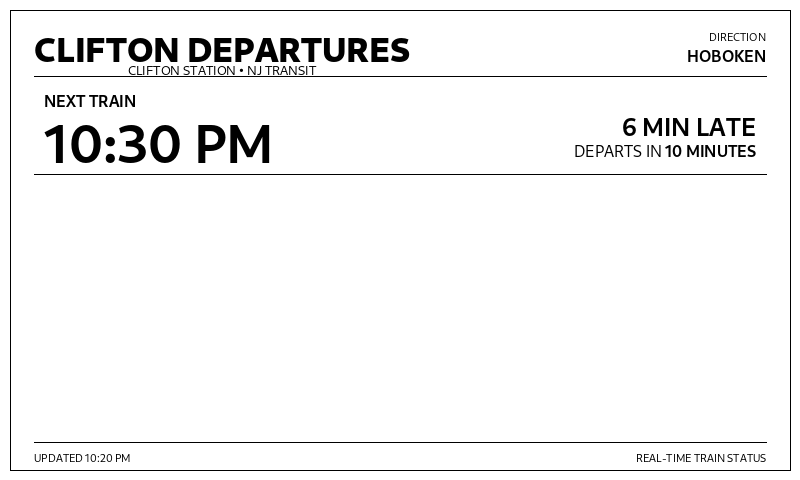 CLIFTON DEPARTURES
CLIFTON STATION • NJ TRANSIT
DIRECTION
HOBOKEN
NEXT TRAIN
10:30 PM
6 MIN LATE
DEPARTS IN 10 MINUTES
UPDATED 10:20 PM
REAL-TIME TRAIN STATUS